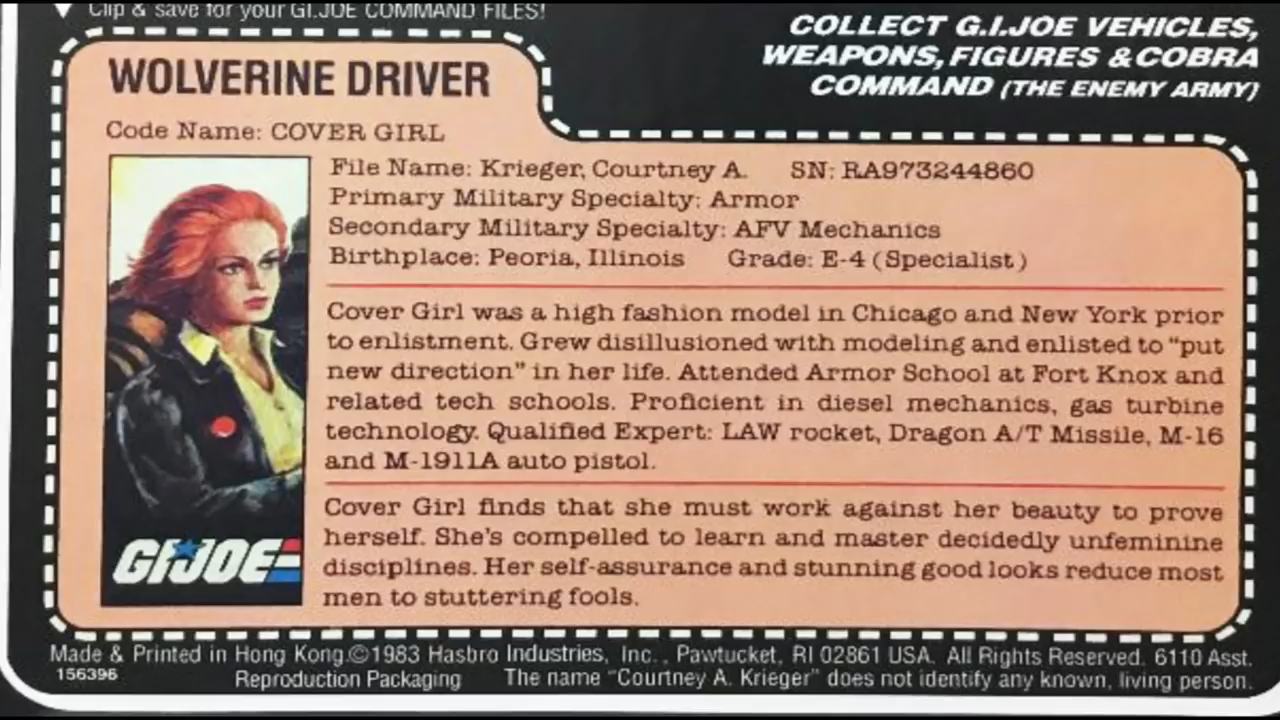 Clip & save for your G.I. JOE COMMAND FILES!
COLLECT G.I.JOE VEHICLES,
WEAPONS, FIGURES & COBRA
COMMAND (THE ENEMY ARMY)
WOLVERINE DRIVER
Code Name: COVER GIRL
File Name: Krieger, Courtney A. SN: RA973244860
Primary Military Specialty: Armor
Secondary Military Specialty: AFV Mechanics
Birthplace: Peoria, Illinois Grade: E-4 (Specialist)
Cover Girl was a high fashion model in Chicago and New York prior
to enlistment. Grew disillusioned with modeling and enlisted to “put
new direction” in her life. Attended Armor School at Fort Knox and
related tech schools. Proficient in diesel mechanics, gas turbine
technology. Qualified Expert: LAW rocket, Dragon A/T Missile, M-16
and M-1911A auto pistol.
Cover Girl finds that she must work against her beauty to prove
herself. She's compelled to learn and master decidedly unfeminine
disciplines. Her self-assurance and stunning good looks reduce most
men to stuttering fools.
GI JOE
Made & Printed in Hong Kong.©1983 Hasbro Industries, Inc., Pawtucket, RI 02861 USA. All Rights Reserved. 6110 Asst.
156396 Reproduction Packaging The name “Courtney A. Krieger” does not identify any known, living person.